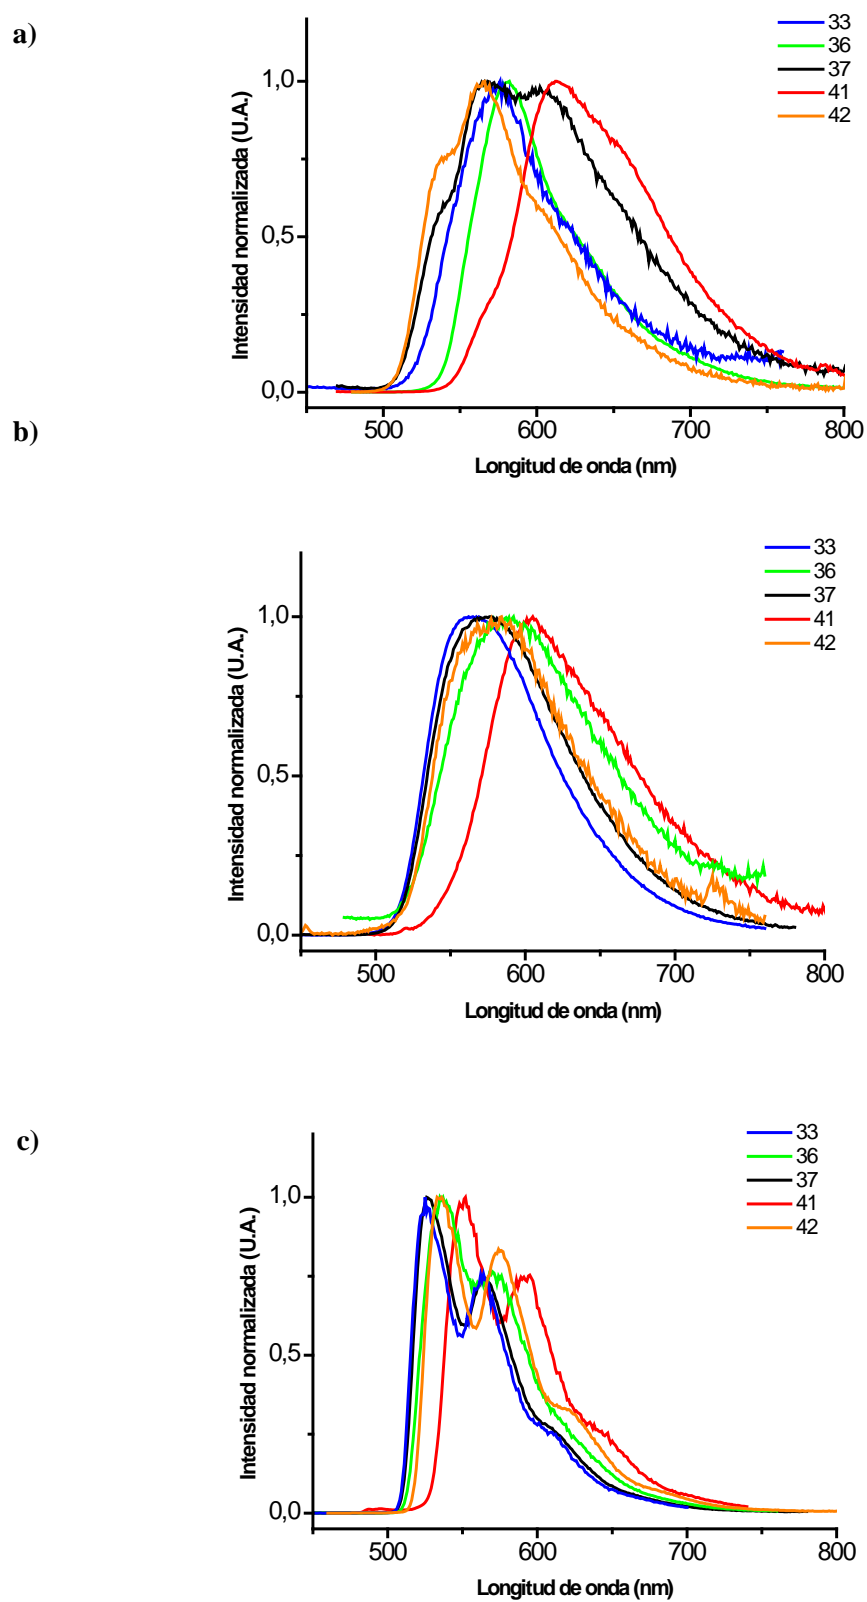 a)
33
36
37
41
42
1,0
0,5
0,0
Intensidad normalizada (U.A.)
500 600 700 800
Longitud de onda (nm)
b)
33
36
37
41
42
1,0
0,5
0,0
Intensidad normalizada (U.A.)
500 600 700 800
Longitud de onda (nm)
c)
33
36
37
41
42
1,0
0,5
0,0
Intensidad normalizada (U.A.)
500 600 700 800
Longitud de onda (nm)